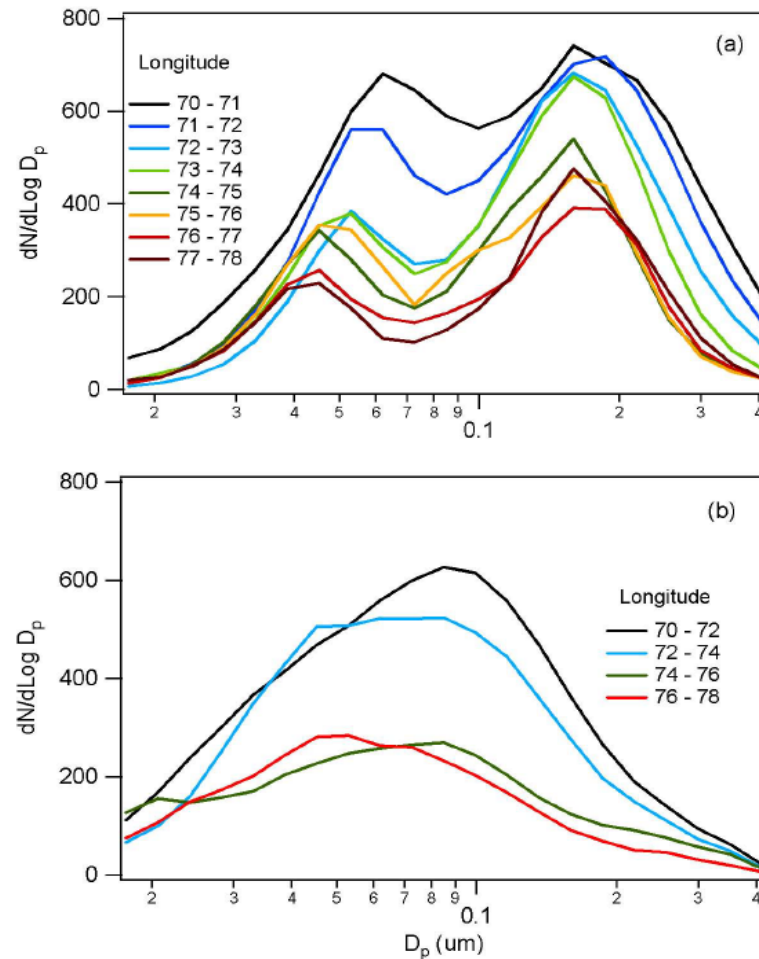 800
(a)
Longitude
70 - 71
71 - 72
72 - 73
73 - 74
74 - 75
75 - 76
76 - 77
77 - 78
600
400
200
0
dN/dLog Dp
2 3 4 5 6 7 8 9 0.1 2 3 4
800
(b)
600
Longitude
70 - 72
72 - 74
74 - 76
76 - 78
400
200
0
dN/dLog Dp
2 3 4 5 6 7 8 9 0.1 2 3 4
Dp (um)